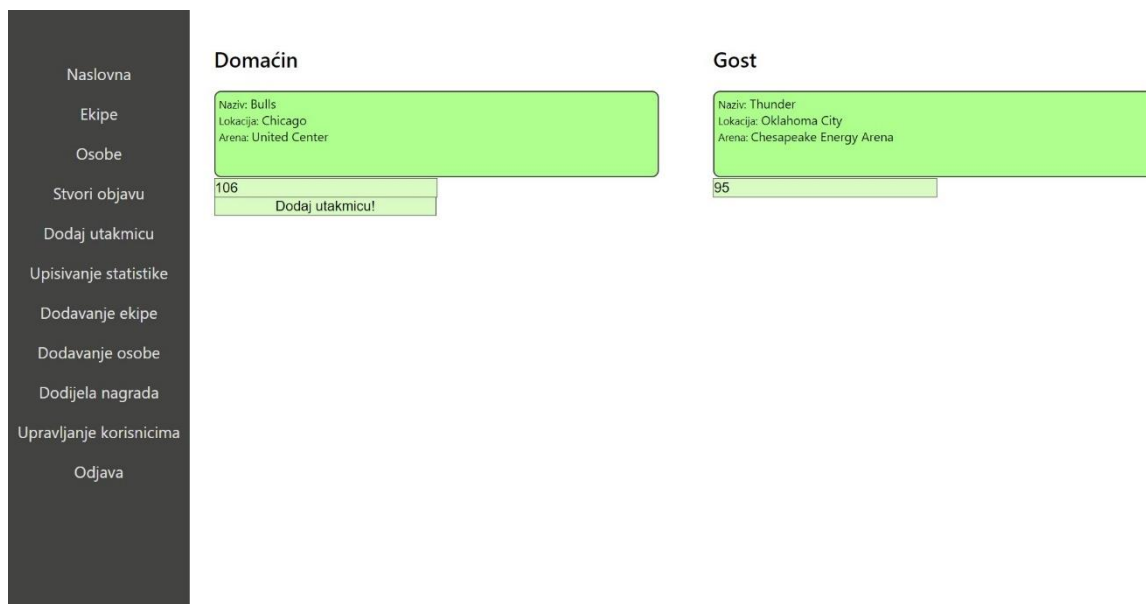 Naslovna
Ekipe
Osobe
Stvori objavu
Dodaj utakmicu
Upisivanje statistike
Dodavanje ekipe
Dodavanje osobe
Dodijela nagrada
Upravljanje korisnicima
Odjava
Domaćin
Naziv: Bulls
Lokacija: Chicago
Arena: United Center
106
Dodaj utakmicu!
Gost
Naziv: Thunder
Lokacija: Oklahoma City
Arena: Chesapeake Energy Arena
95